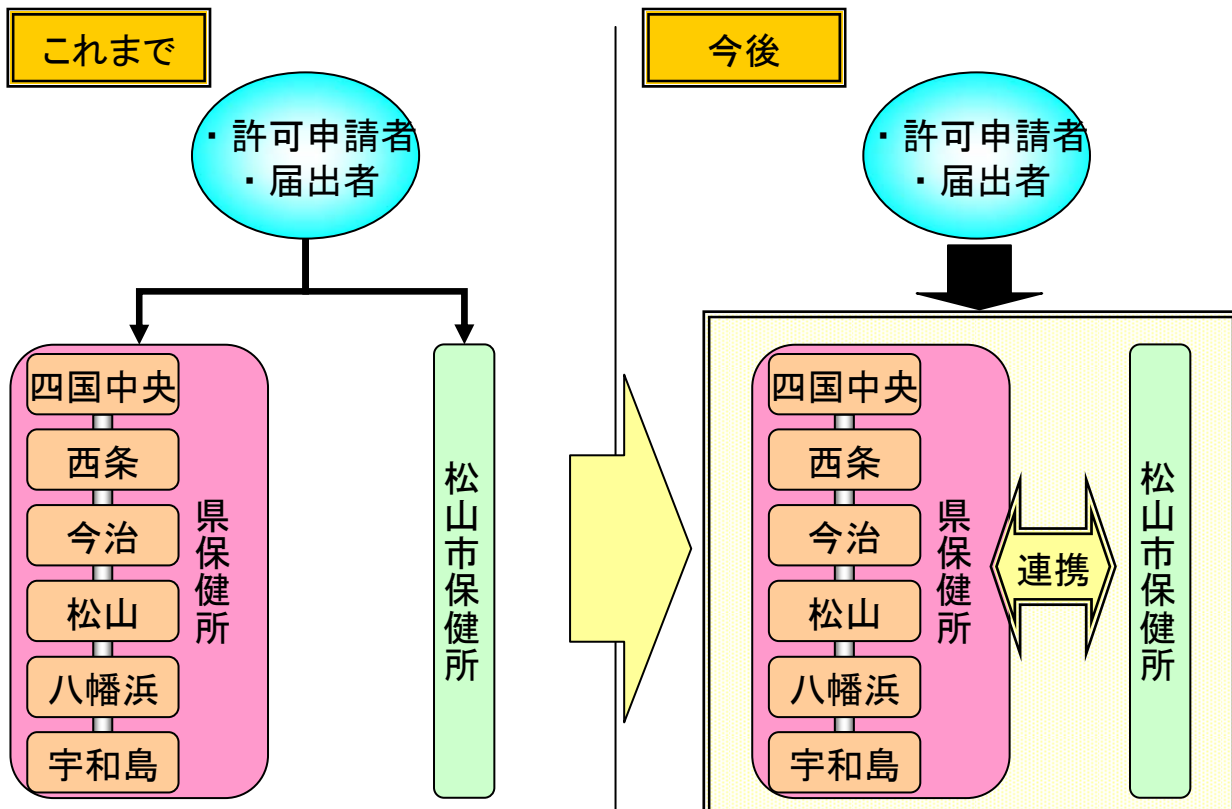 これまで
・許可申請者
・届出者
四国中央
西条
今治
松山
八幡浜
宇和島
県保健所
松山市保健所
今後
・許可申請者
・届出者
四国中央
西条
今治
松山
八幡浜
宇和島
県保健所
連携
松山市保健所